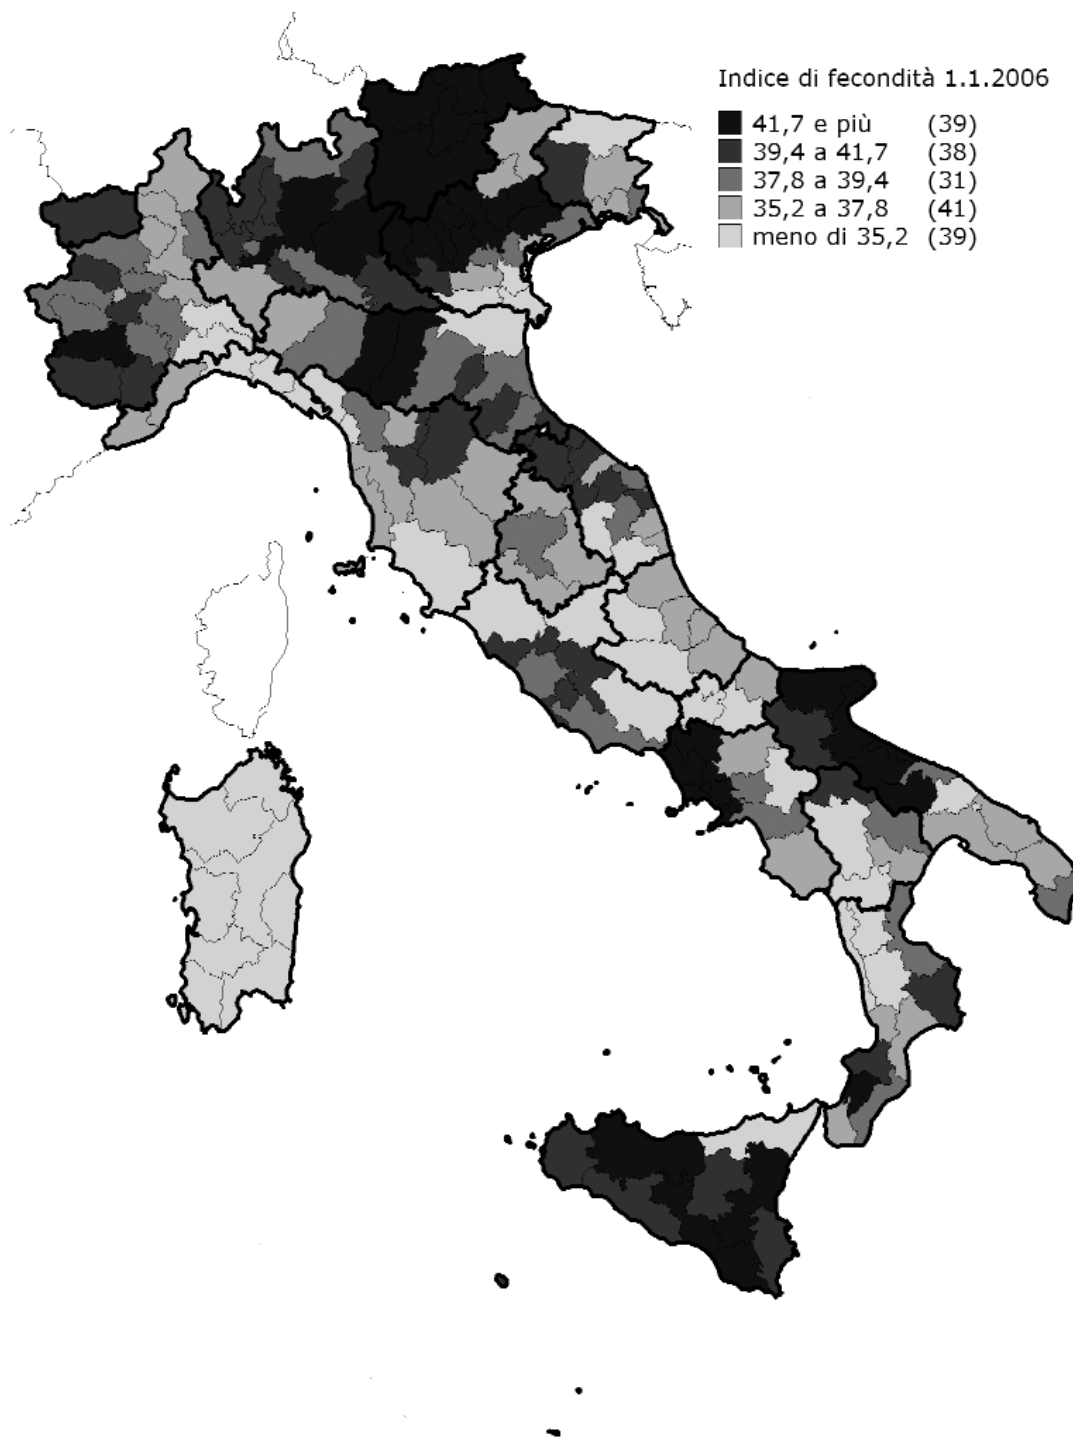 Indice di fecondità 1.1.2006
41,7 e più (39)
39,4 a 41,7 (38)
37,8 a 39,4 (31)
35,2 a 37,8 (41)
meno di 35,2 (39)